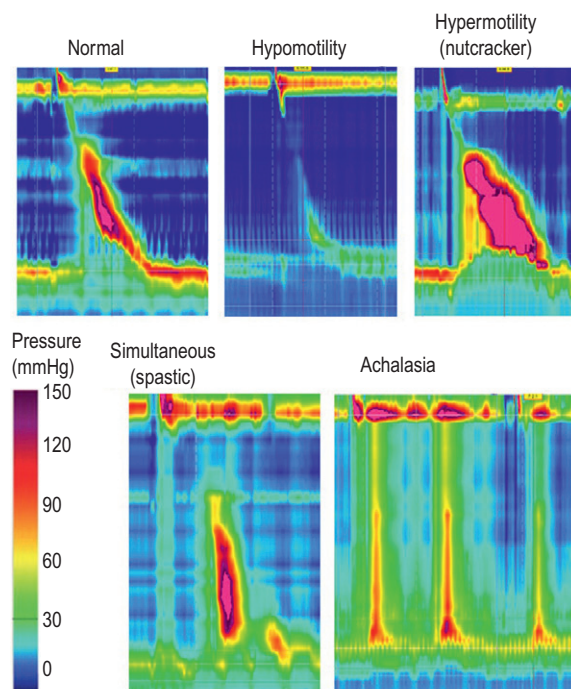 Normal
Hypomotility
Hypermotility
(nutcracker)
Pressure
(mmHg)
150
120
90
60
30
0
Simultaneous
(spastic)
Achalasia